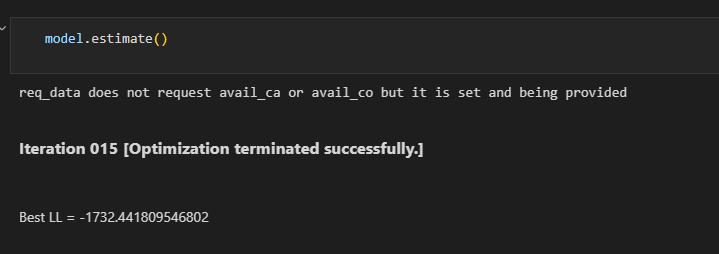 model.estimate()
req_data does not request avail_ca or avail_co but it is set and being provided
Iteration 015 [Optimization terminated successfully.]
Best LL = -1732.441809546802